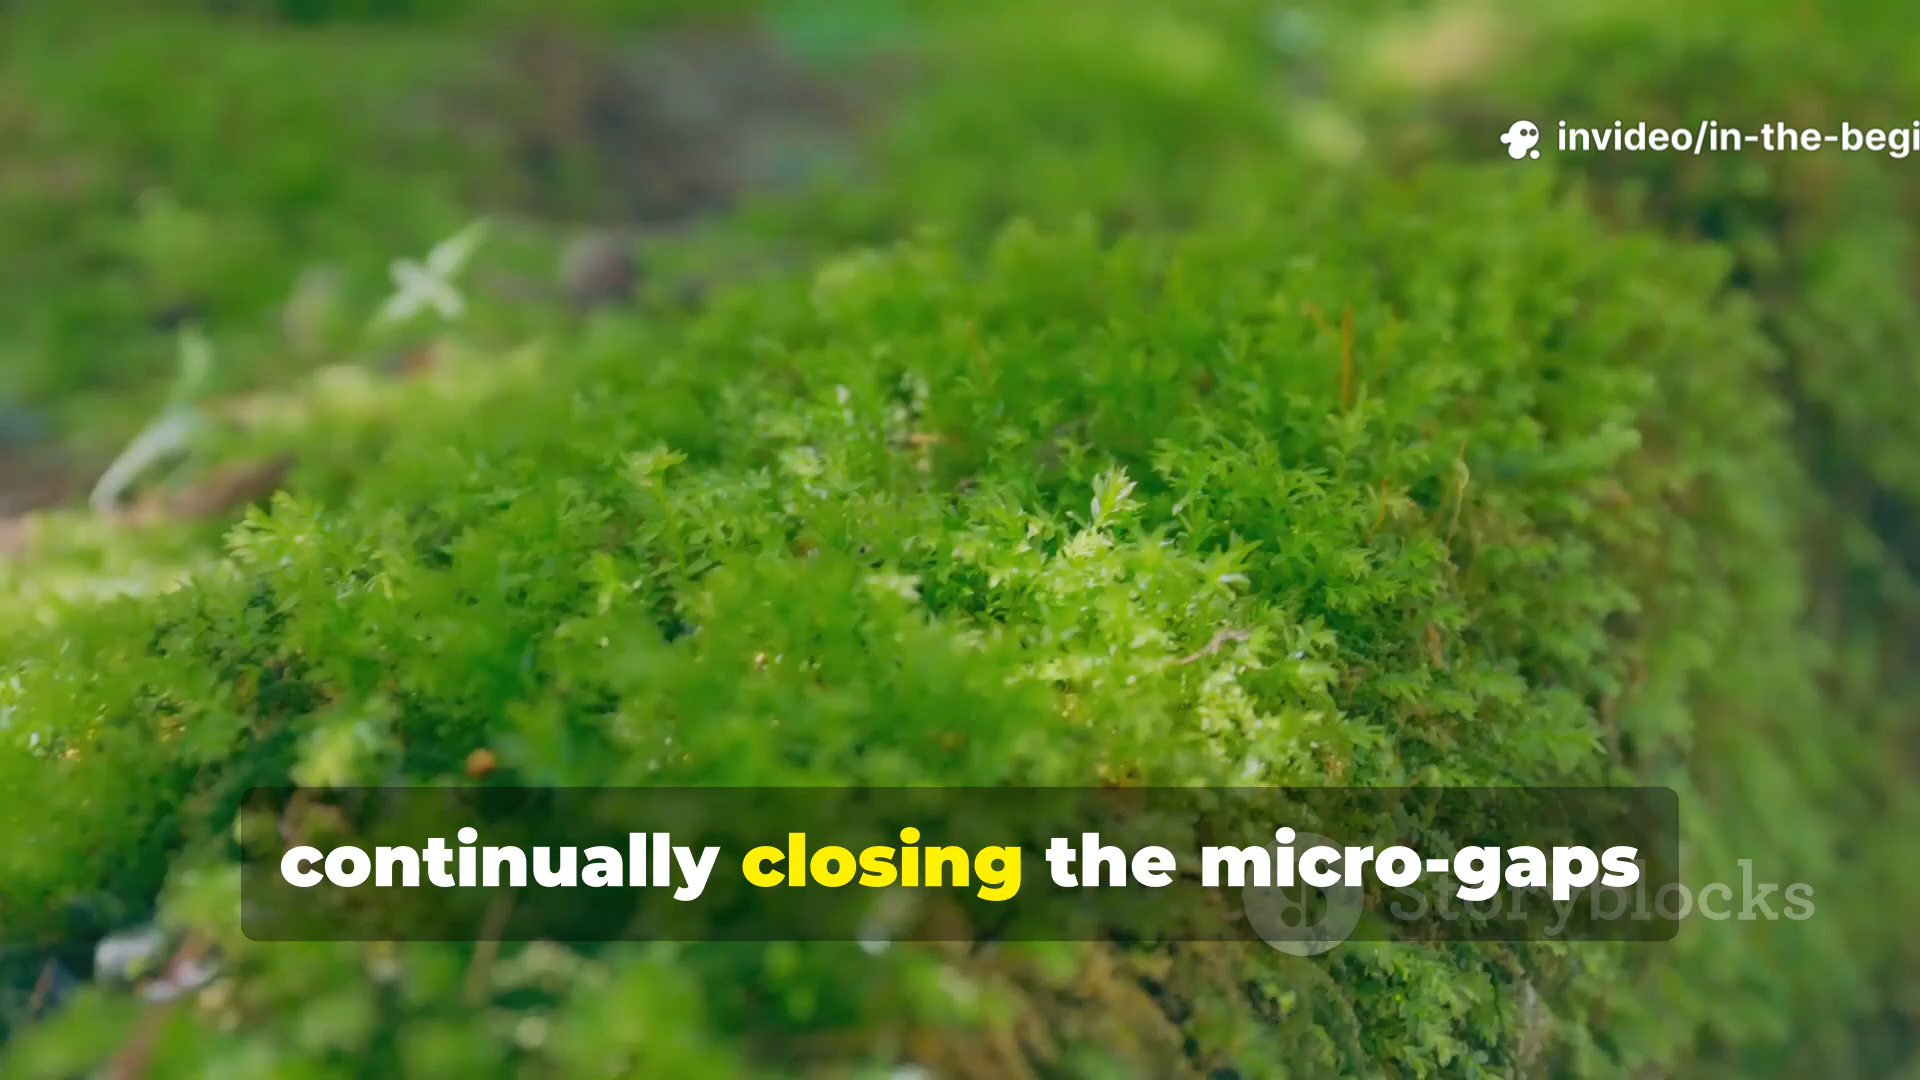 invideo/in-the-begi
continually closing the micro-gaps
Storyblocks